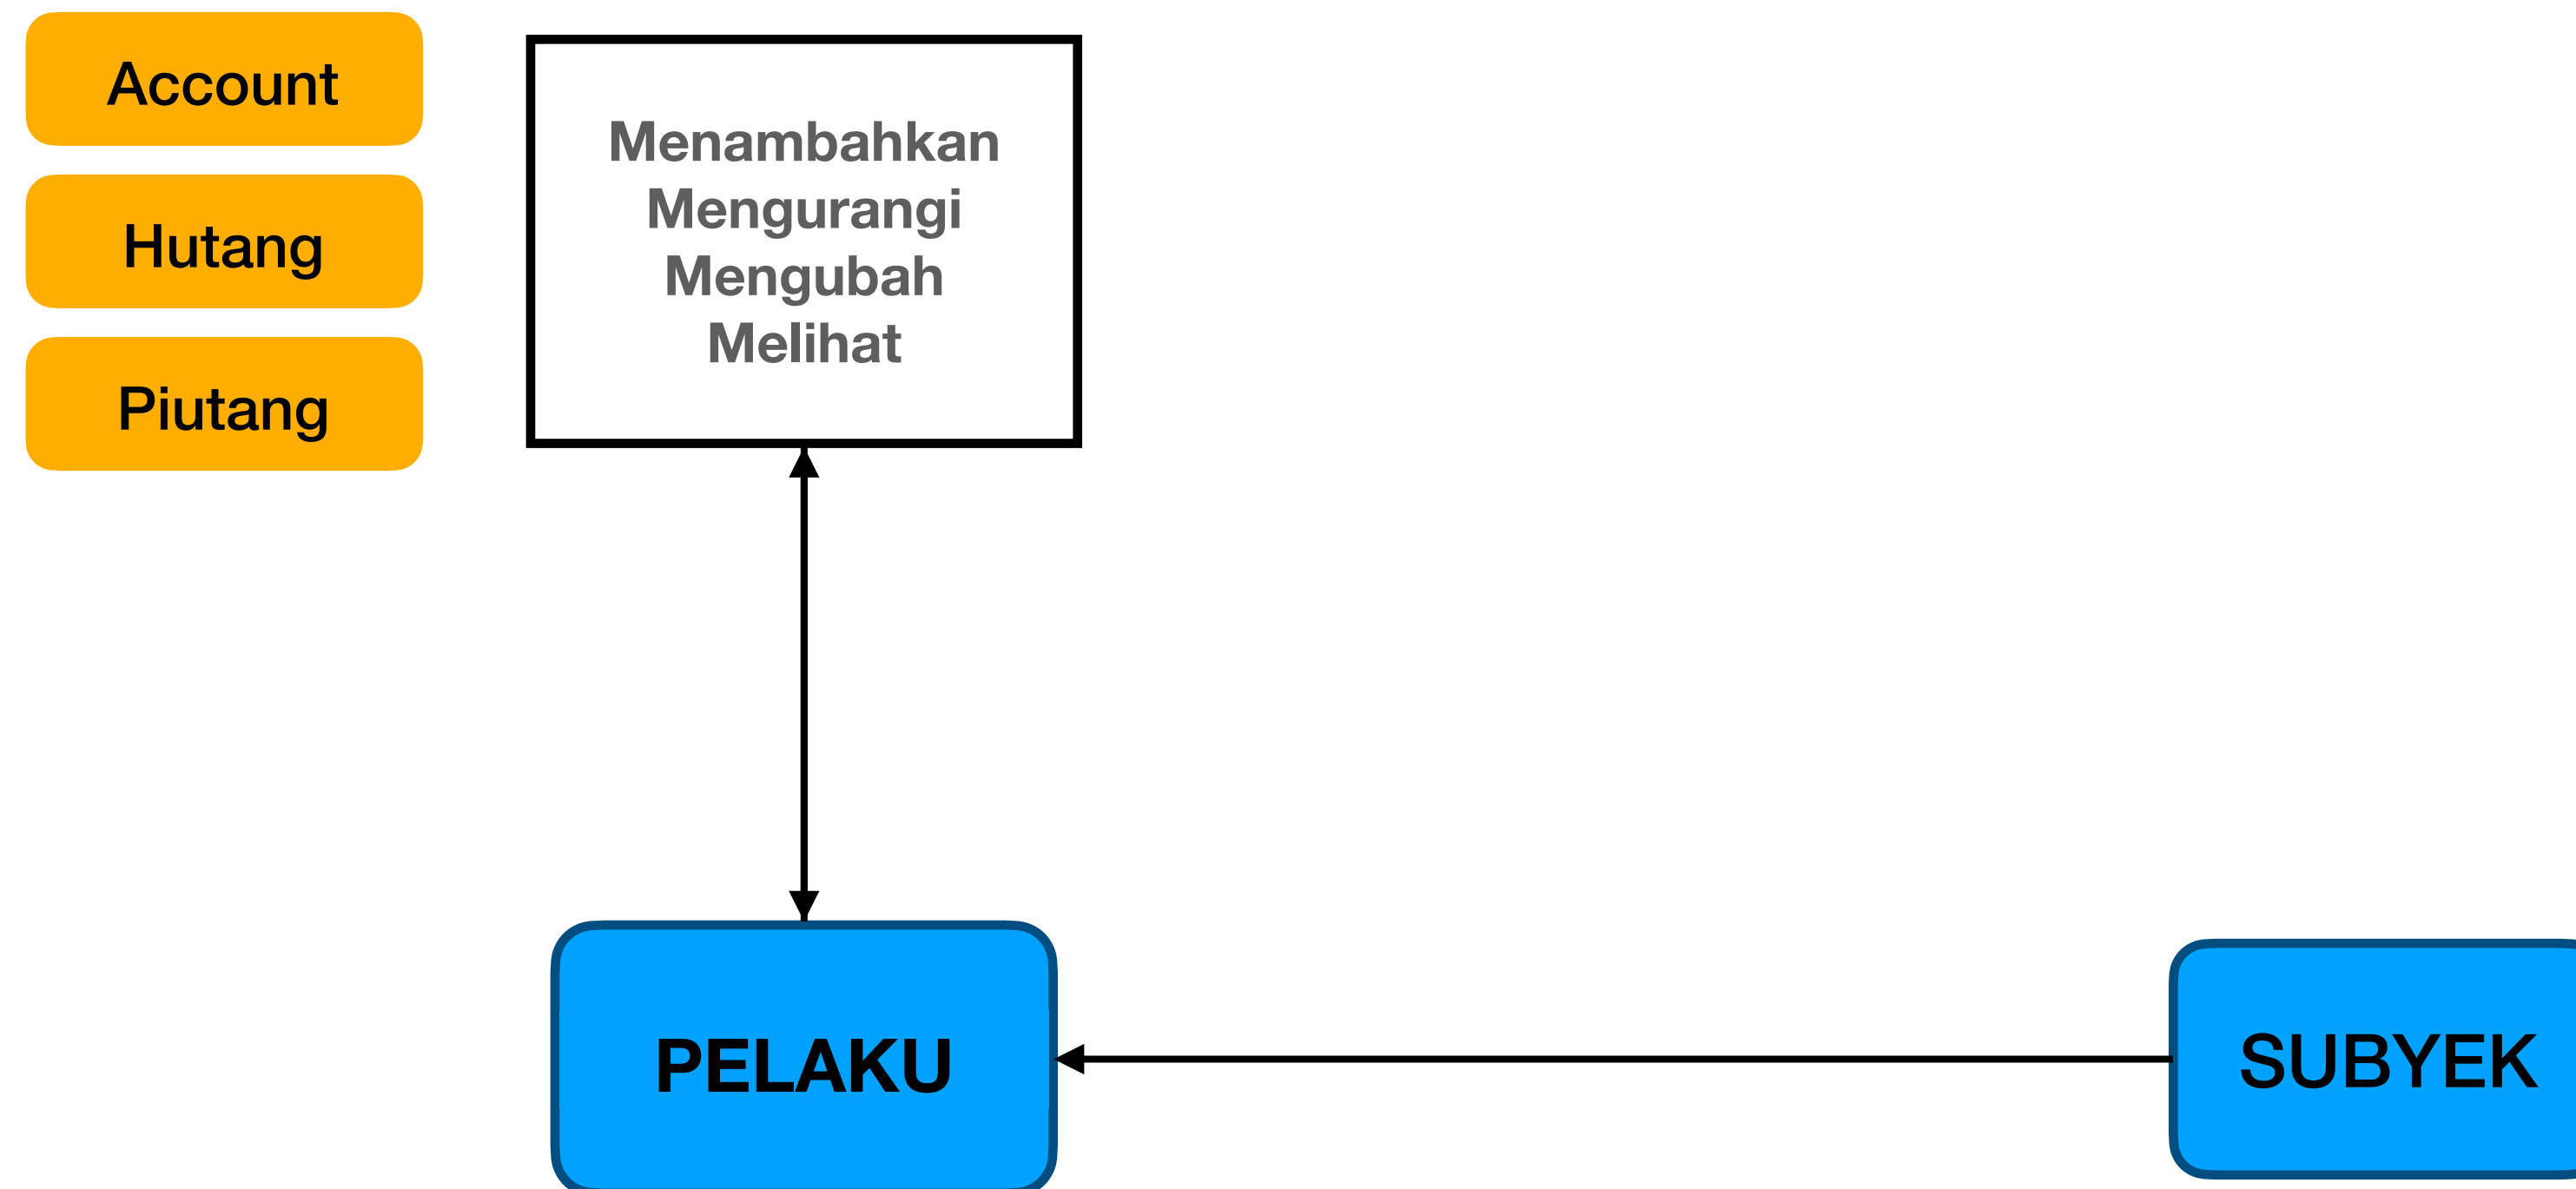 Account
Hutang
Piutang
Menambahkan
Mengurangi
Mengubah
Melihat
PELAKU
SUBYEK